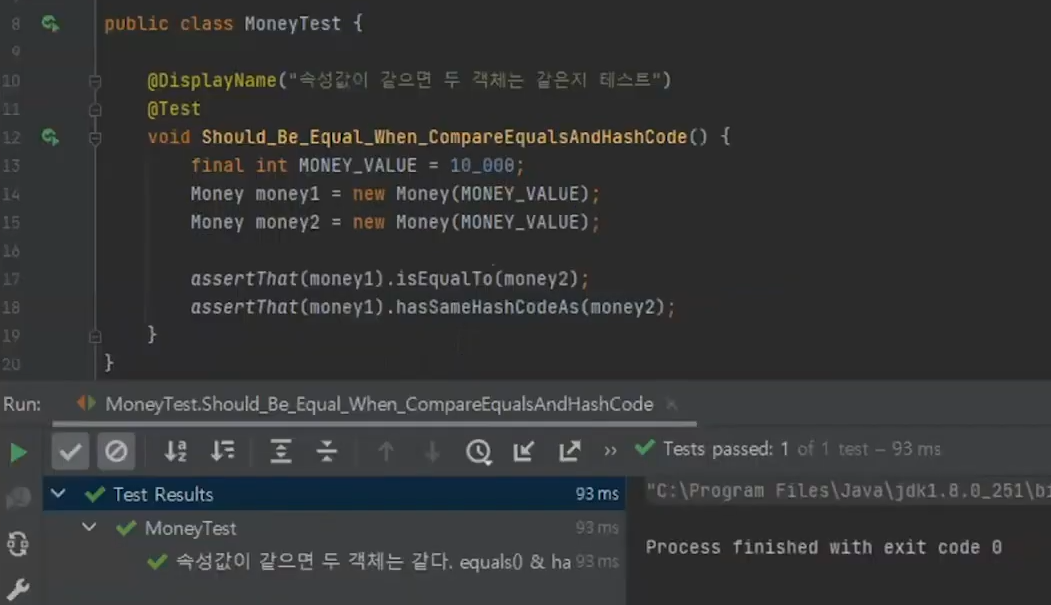 8 public class MoneyTest {
9
10 @DisplayName("속성값이 같으면 두 객체는 같은지 테스트")
11 @Test
12 void Should_Be_Equal_When_CompareEqualsAndHashCode() {
13 final int MONEY_VALUE = 10_000;
14 Money money1 = new Money(MONEY_VALUE);
15 Money money2 = new Money(MONEY_VALUE);
16
17 assertThat(money1).isEqualTo(money2);
18 assertThat(money1).hasSameHashCodeAs(money2);
19 }
20 }
Run: MoneyTest.Should_Be_Equal_When_CompareEqualsAndHashCode ×
» Tests passed: 1 of 1 test – 93 ms
Test Results 93 ms
"C:\Program Files\Java\jdk1.8.0_251\bi
MoneyTest 93 ms
Process finished with exit code 0
속성값이 같으면 두 객체는 같다. equals() & ha 93 ms